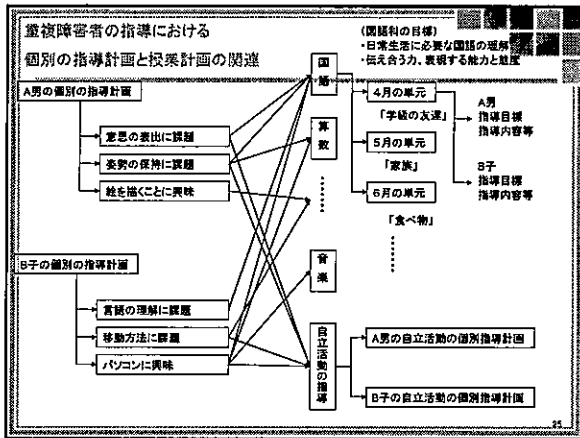 重複障害者の指導における
個別の指導計画と授業計画の関連
(国語科の目標)
・日常生活に必要な国語の理解
・伝え合う力、表現する能力と態度
A男の個別の指導計画
意思の表出に課題
姿勢の保持に課題
絵を描くことに興味
B子の個別の指導計画
言語の理解に課題
移動方法に課題
パソコンに興味
国語
算数
音楽
自立活動の指導
4月の単元
「学級の友達」
5月の単元
「家族」
6月の単元
「食べ物」
A男
指導目標
指導内容等
B子
指導目標
指導内容等
A男の自立活動の個別指導計画
B子の自立活動の個別指導計画
25